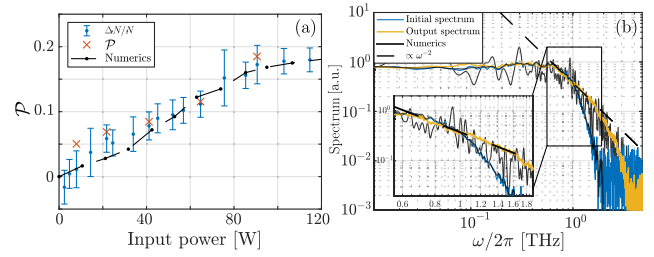 (a)
ΔN/N
𝒫
Numerics
0.2
0.1
0
𝒫
0 20 40 60 80 100 120
Input power [W]
(b)
Initial spectrum
Output spectrum
Numerics
∝ ω⁻²
10¹
10⁰
10⁻¹
10⁻²
10⁻³
Spectrum [a.u.]
10⁰
10⁻¹
0.6 0.8 1 1.2 1.4 1.6 1.8
10⁻¹ 10⁰
ω/2π [THz]